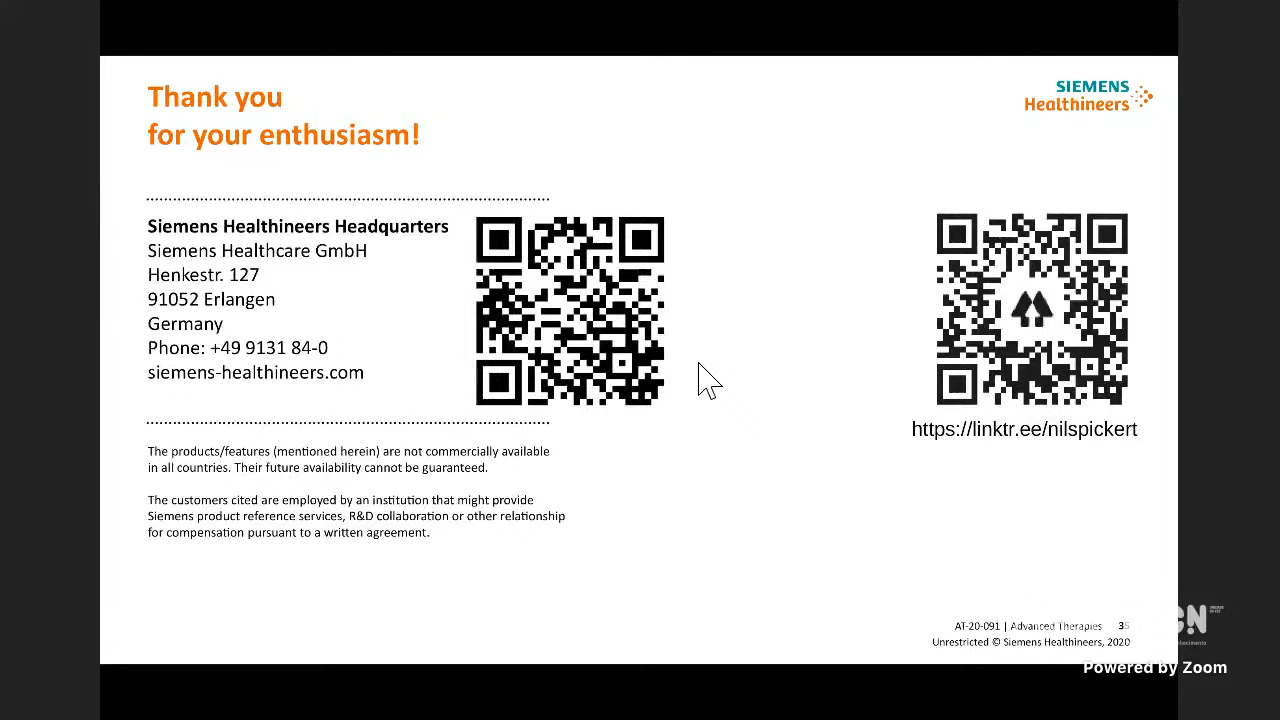 Thank you
for your enthusiasm!
SIEMENS
Healthineers
Siemens Healthineers Headquarters
Siemens Healthcare GmbH
Henkestr. 127
91052 Erlangen
Germany
Phone: +49 9131 84-0
siemens-healthineers.com
https://linktr.ee/nilspickert
The products/features (mentioned herein) are not commercially available
in all countries. Their future availability cannot be guaranteed.
The customers cited are employed by an institution that might provide
Siemens product reference services, R&D collaboration or other relationship
for compensation pursuant to a written agreement.
AT-20-091 | Advanced Therapies 35
Unrestricted © Siemens Healthineers, 2020
Powered by Zoom